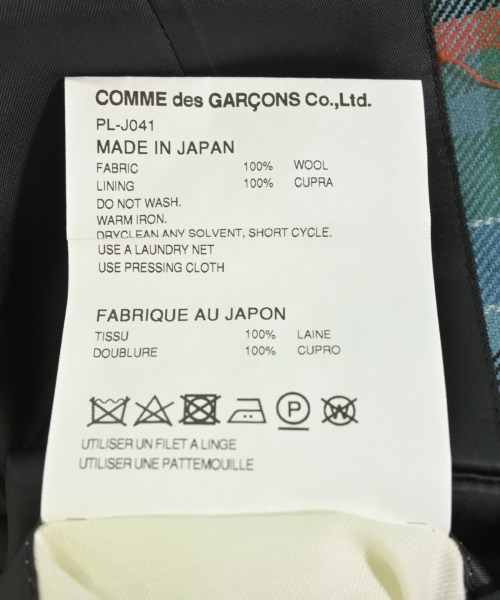 COMME des GARÇONS Co.,Ltd.
PL-J041
MADE IN JAPAN
FABRIC 100% WOOL
LINING 100% CUPRA
DO NOT WASH.
WARM IRON.
DRYCLEAN ANY SOLVENT, SHORT CYCLE.
USE A LAUNDRY NET
USE PRESSING CLOTH
FABRIQUE AU JAPON
TISSU 100% LAINE
DOUBLURE 100% CUPRO
P W
UTILISER UN FILET A LINGE
UTILISER UNE PATTEMOUILLE